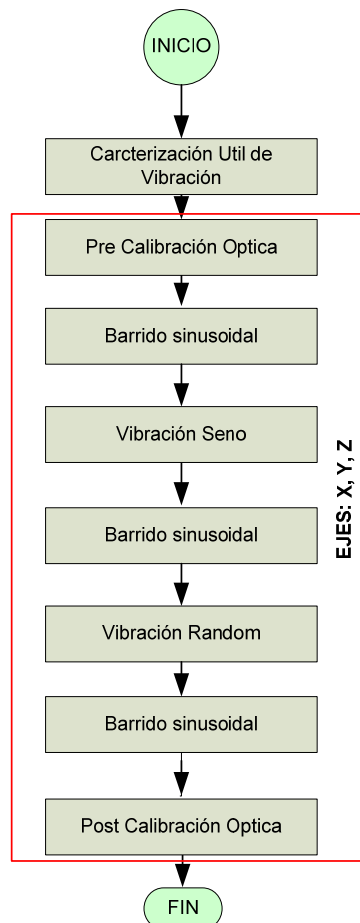 INICIO
Carcterización Util de
Vibración
Pre Calibración Optica
Barrido sinusoidal
Vibración Seno
Barrido sinusoidal
Vibración Random
Barrido sinusoidal
Post Calibración Optica
EJES: X, Y, Z
FIN